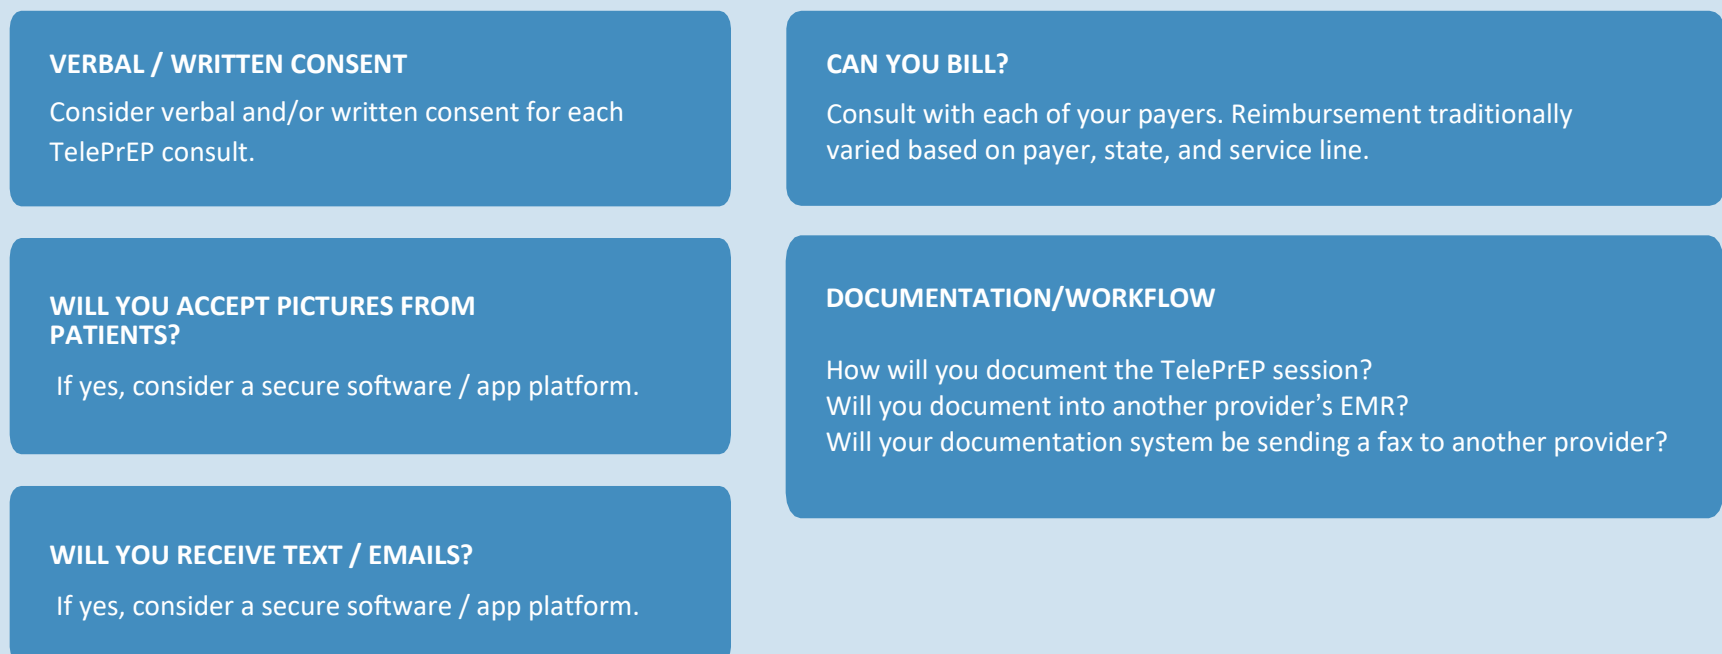 VERBAL / WRITTEN CONSENT
Consider verbal and/or written consent for each
TelePrEP consult.
WILL YOU ACCEPT PICTURES FROM
PATIENTS?
If yes, consider a secure software / app platform.
WILL YOU RECEIVE TEXT / EMAILS?
If yes, consider a secure software / app platform.
CAN YOU BILL?
Consult with each of your payers. Reimbursement traditionally
varied based on payer, state, and service line.
DOCUMENTATION/WORKFLOW
How will you document the TelePrEP session?
Will you document into another provider’s EMR?
Will your documentation system be sending a fax to another provider?